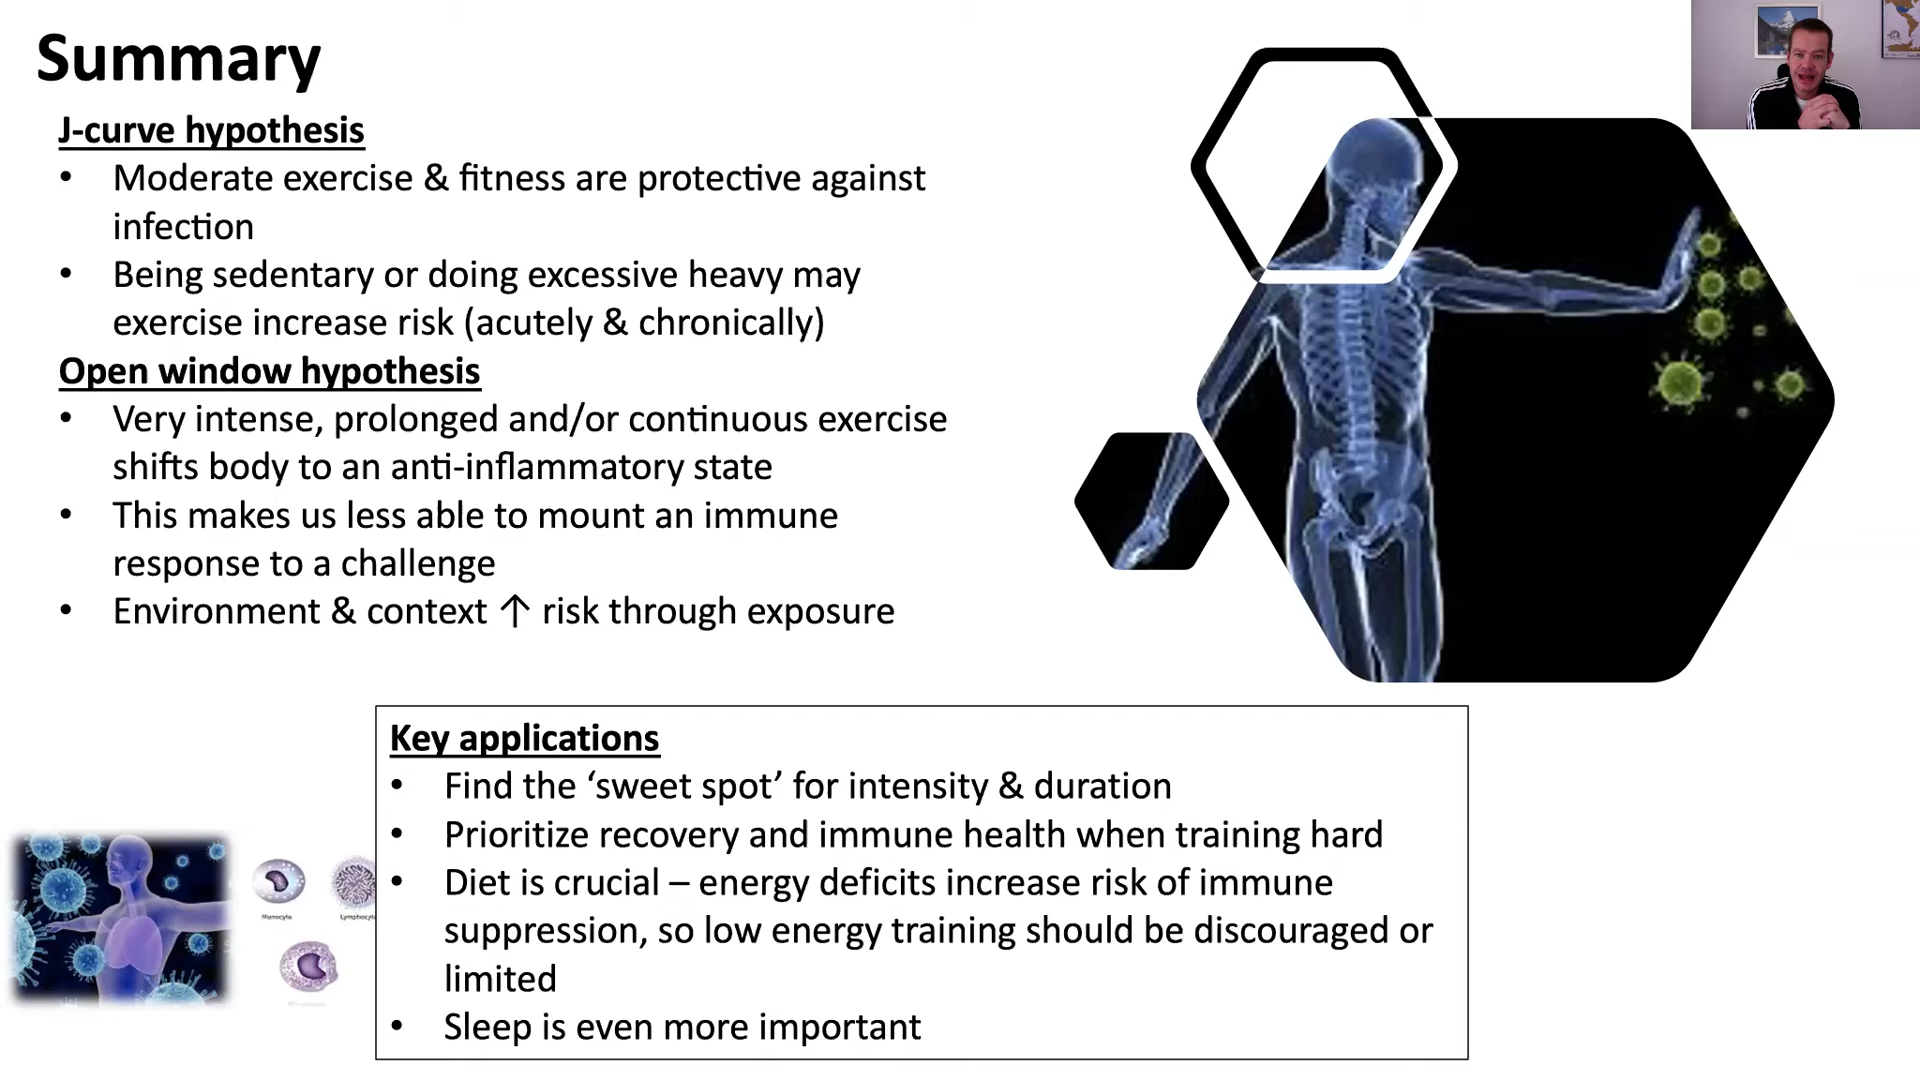 Summary
J-curve hypothesis
• Moderate exercise & fitness are protective against
infection
• Being sedentary or doing excessive heavy may
exercise increase risk (acutely & chronically)
Open window hypothesis
• Very intense, prolonged and/or continuous exercise
shifts body to an anti-inflammatory state
• This makes us less able to mount an immune
response to a challenge
• Environment & context ↑ risk through exposure
Key applications
• Find the ‘sweet spot’ for intensity & duration
• Prioritize recovery and immune health when training hard
• Diet is crucial – energy deficits increase risk of immune
suppression, so low energy training should be discouraged or
limited
• Sleep is even more important
Monocyte